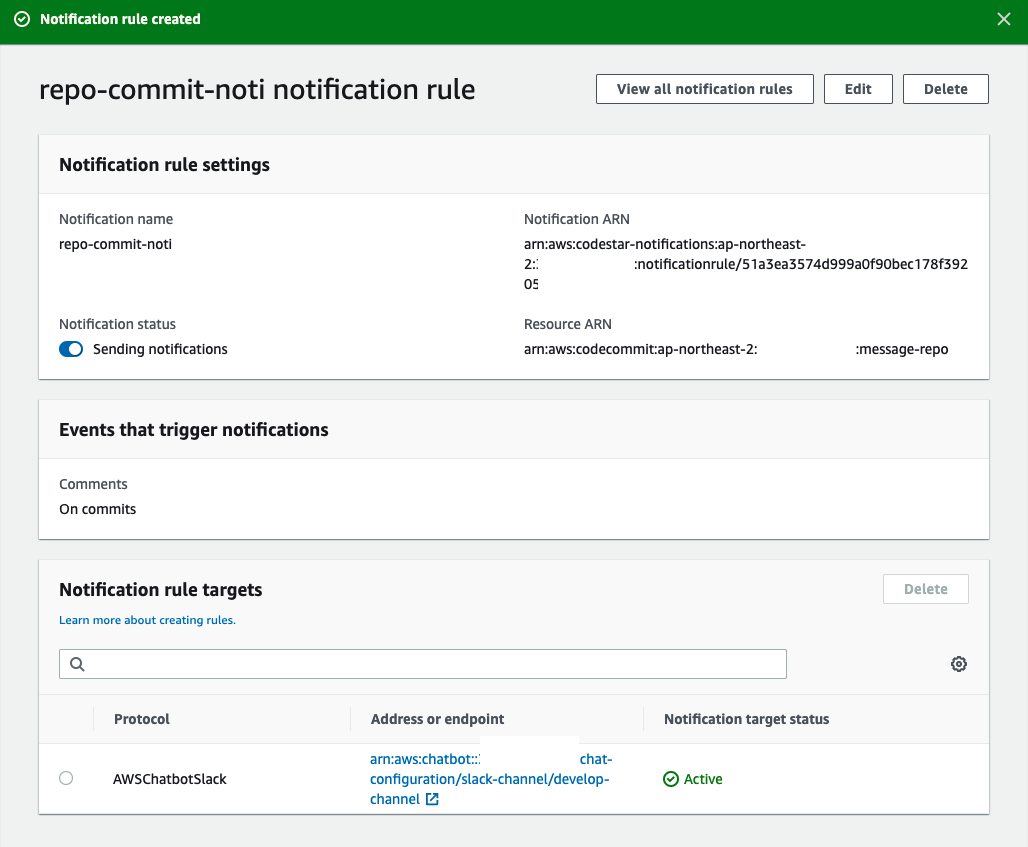 Notification rule created
repo-commit-noti notification rule
View all notification rules
Edit
Delete
Notification rule settings
Notification name
repo-commit-noti
Notification ARN
arn:aws:codestar-notifications:ap-northeast-
2:
:notificationrule/51a3ea3574d999a0f90bec178f392
05
Notification status
Sending notifications
Resource ARN
arn:aws:codecommit:ap-northeast-2: :message-repo
Events that trigger notifications
Comments
On commits
Notification rule targets
Delete
Learn more about creating rules.
Protocol
Address or endpoint
Notification target status
AWSChatbotSlack
arn:aws:chatbot:: chat-
configuration/slack-channel/develop-
channel
Active